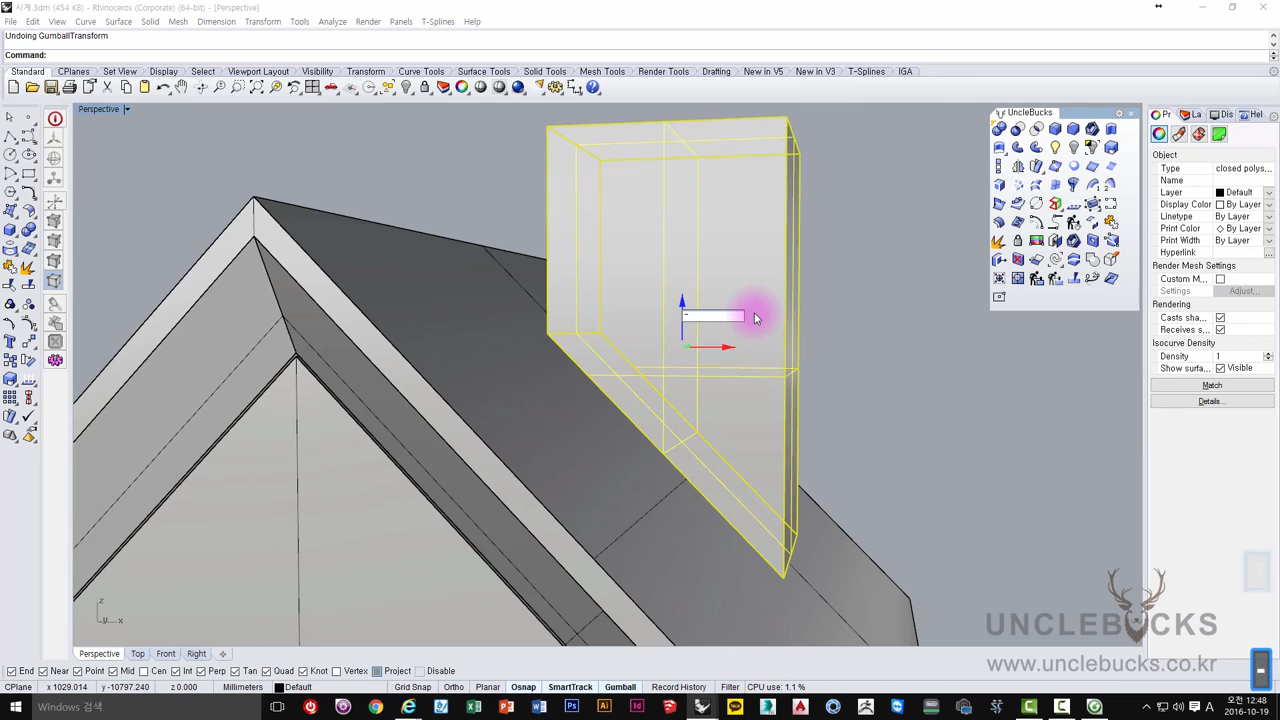 시계.3dm (454 KB) - Rhinoceros (Corporate) (64-bit) - [Perspective]
File Edit View Curve Surface Solid Mesh Dimension Transform Tools Analyze Render Panels T-Splines Help
Undoing GumballTransform
Command:
Standard CPlanes Set View Display Select Viewport Layout Visibility Transform Curve Tools Surface Tools Solid Tools Mesh Tools Render Tools Drafting New in V5 New in V3 T-Splines IGA
Perspective
UncleBucks
Pr La Dis Hel
Object
Type closed polys...
Name
Layer Default
Display Color By Layer
Linetype By Layer
Print Color By Layer
Print Width By Layer
Hyperlink ...
Render Mesh Settings
Custom M...
Settings Adjust...
Rendering
Casts sha...
Receives s...
Isocurve Density
Density 1
Show surfa... Visible
Match
Details...
-
z
y x
UNCLEBUCKS
www.unclebucks.co.kr
Perspective Top Front Right
End Near Point Mid Cen Int Perp Tan Quad Knot Vertex Project Disable
CPlane x 1029.014 y -10797.240 z 0.000 Millimeters Default Grid Snap Ortho Planar Osnap SmartTrack Gumball Record History Filter CPU use: 1.1 %
Windows 검색
A
오전 12:48
2016-10-19